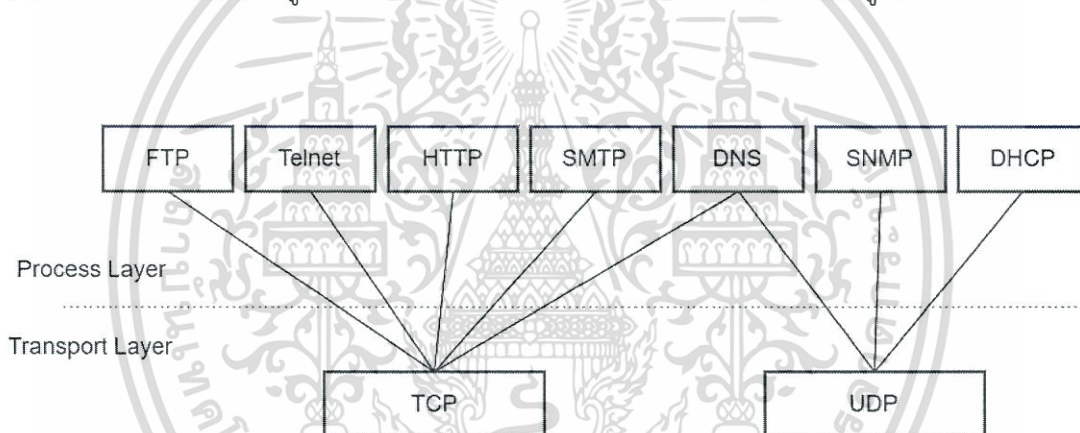 FTP Telnet HTTP SMTP DNS SNMP DHCP
Process Layer
Transport Layer
TCP UDP